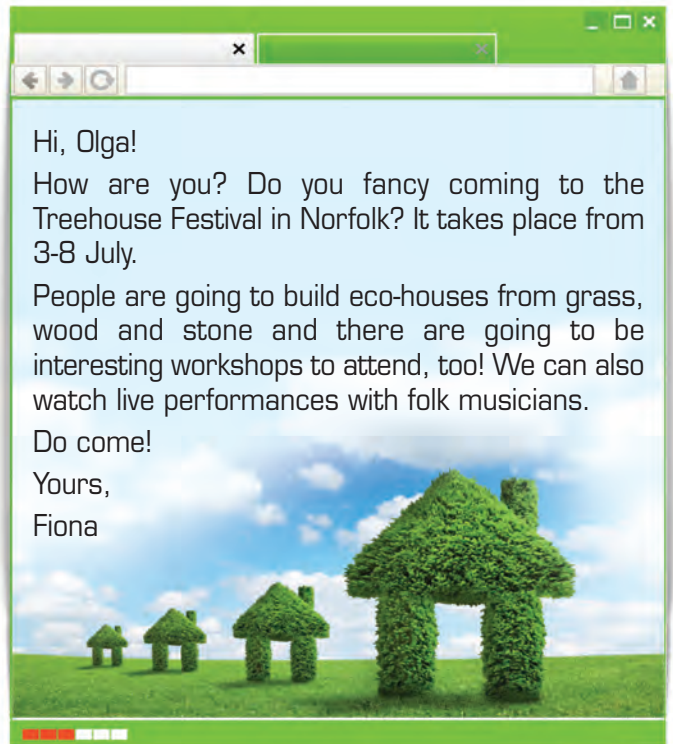 Hi, Olga!
How are you? Do you fancy coming to the
Treehouse Festival in Norfolk? It takes place from
3-8 July.
People are going to build eco-houses from grass,
wood and stone and there are going to be
interesting workshops to attend, too! We can also
watch live performances with folk musicians.
Do come!
Yours,
Fiona